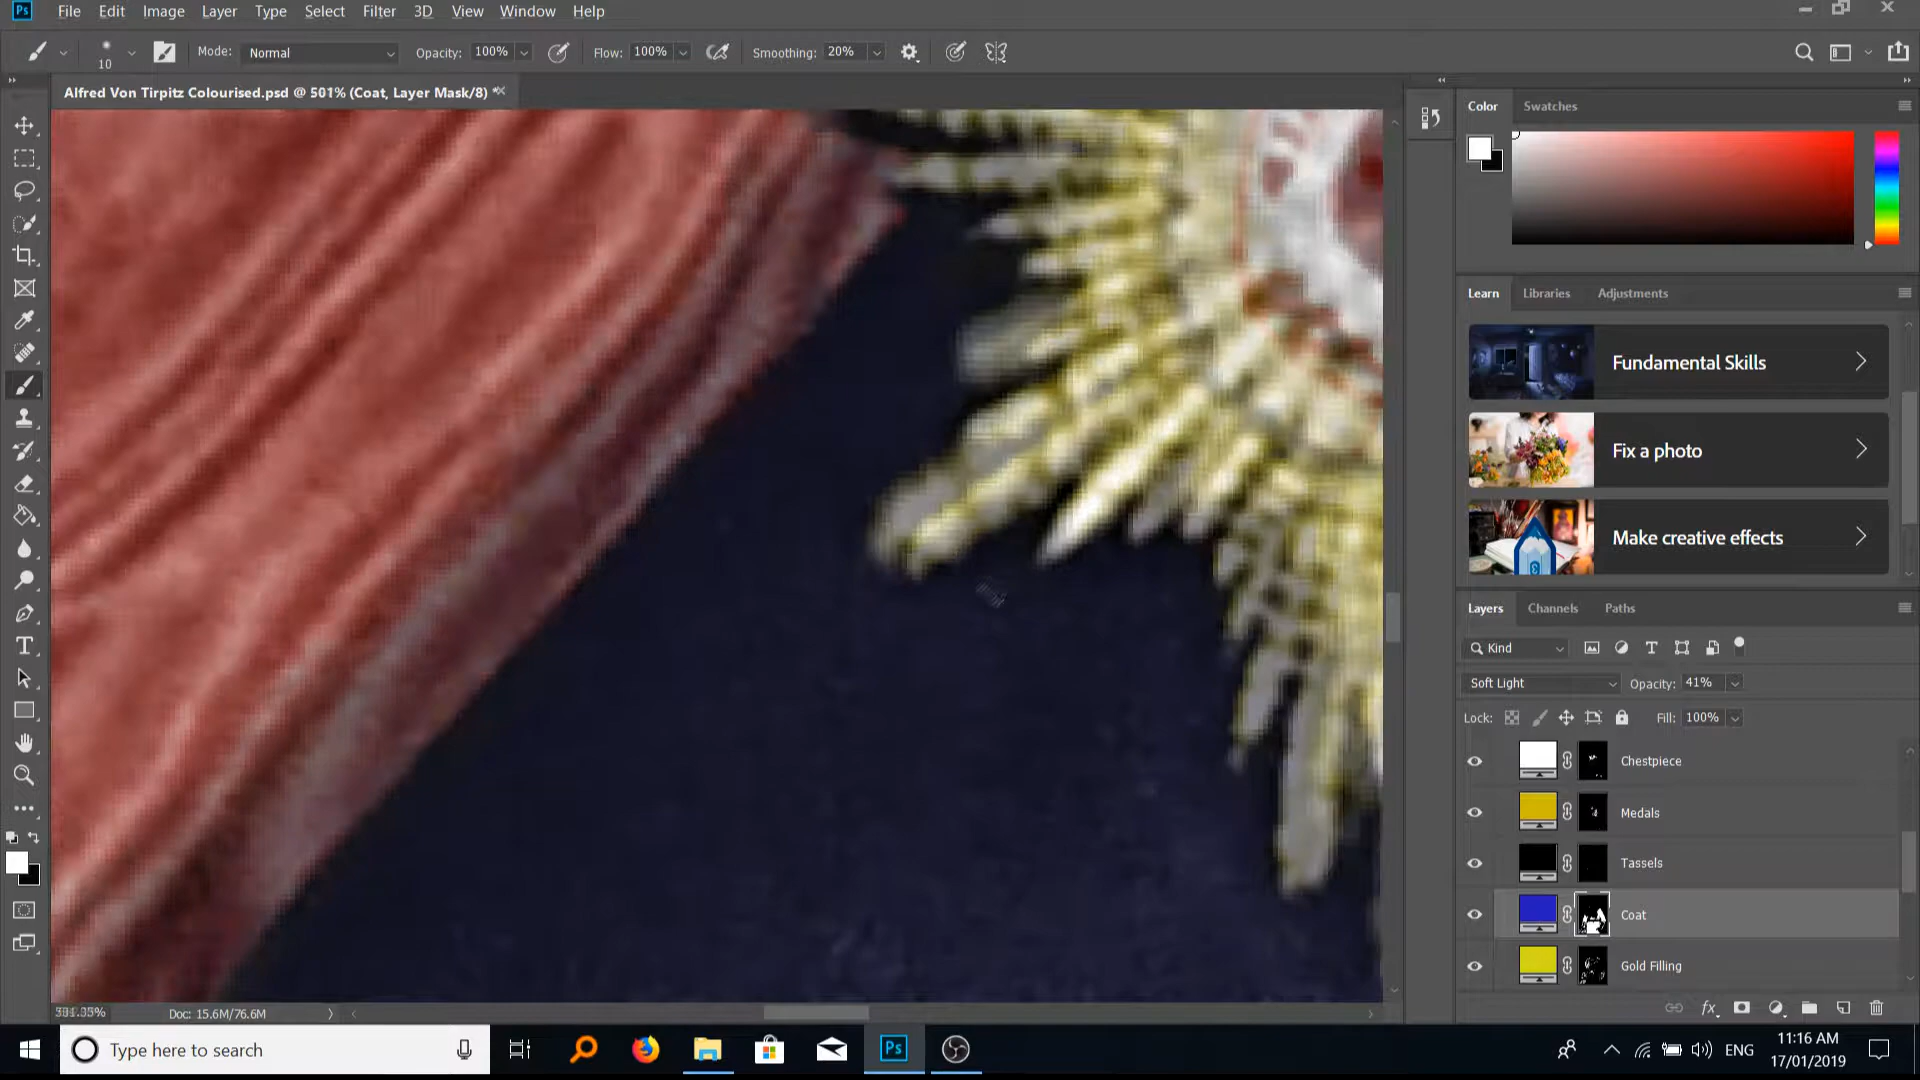 Ps File Edit Image Layer Type Select Filter 3D View Window Help
10 Mode: Normal Opacity: 100% Flow: 100% Smoothing: 20%
Alfred Von Tirpitz Colourised.psd @ 501% (Coat, Layer Mask/8) *
Color Swatches
Learn Libraries Adjustments
Fundamental Skills
Fix a photo
Make creative effects
Layers Channels Paths
Kind
Soft Light Opacity: 41%
Lock: Fill: 100%
Chestpiece
Medals
Tassels
Coat
Gold Filling
fx
Doc: 15.6M/76.6M
Type here to search
Ps
ENG
11:16 AM
17/01/2019